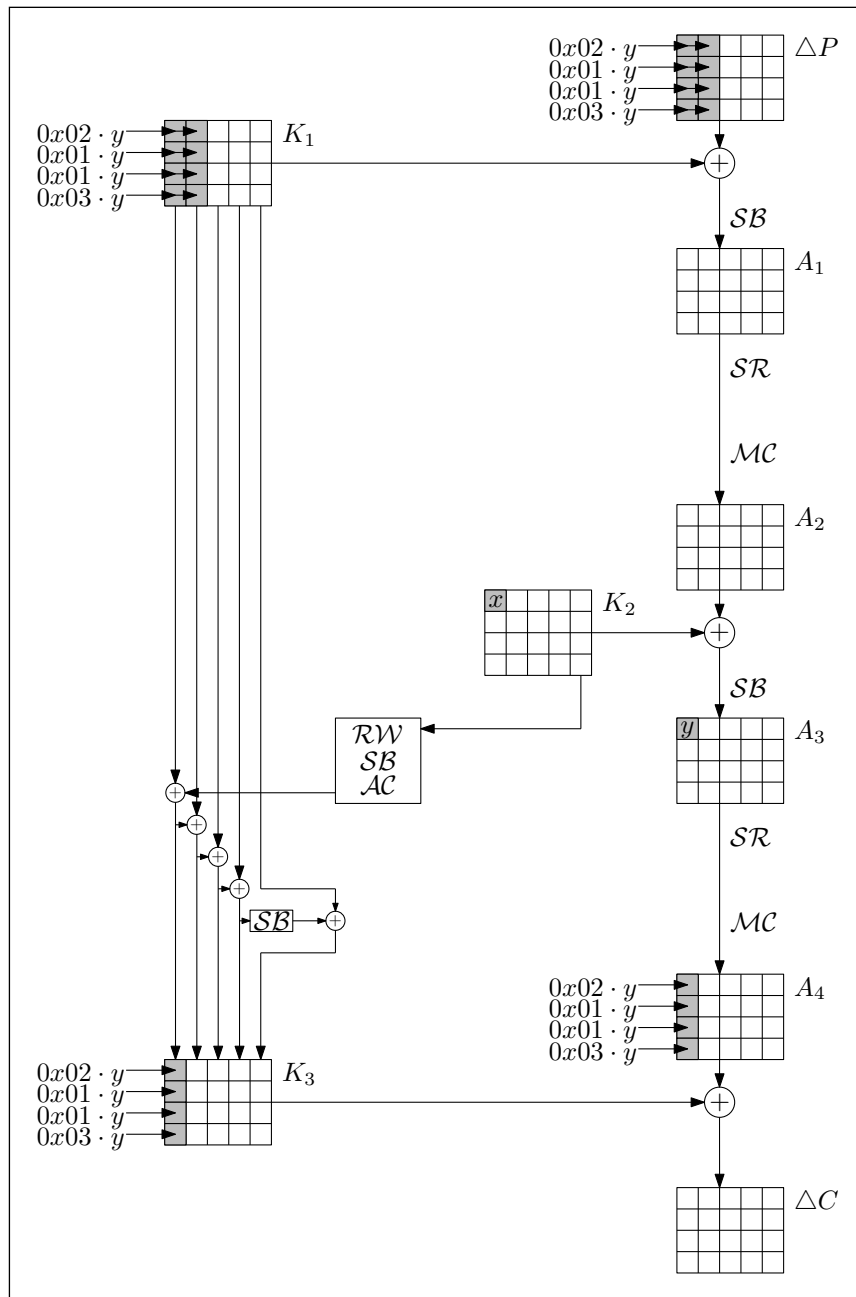 0x02 · y
0x01 · y
0x01 · y
0x03 · y
△P
0x02 · y
0x01 · y
0x01 · y
0x03 · y
K₁
SB
A₁
SR
MC
A₂
x
K₂
SB
RW
SB
AC
y
A₃
SR
SB
MC
0x02 · y
0x01 · y
0x01 · y
0x03 · y
A₄
0x02 · y
0x01 · y
0x01 · y
0x03 · y
K₃
△C